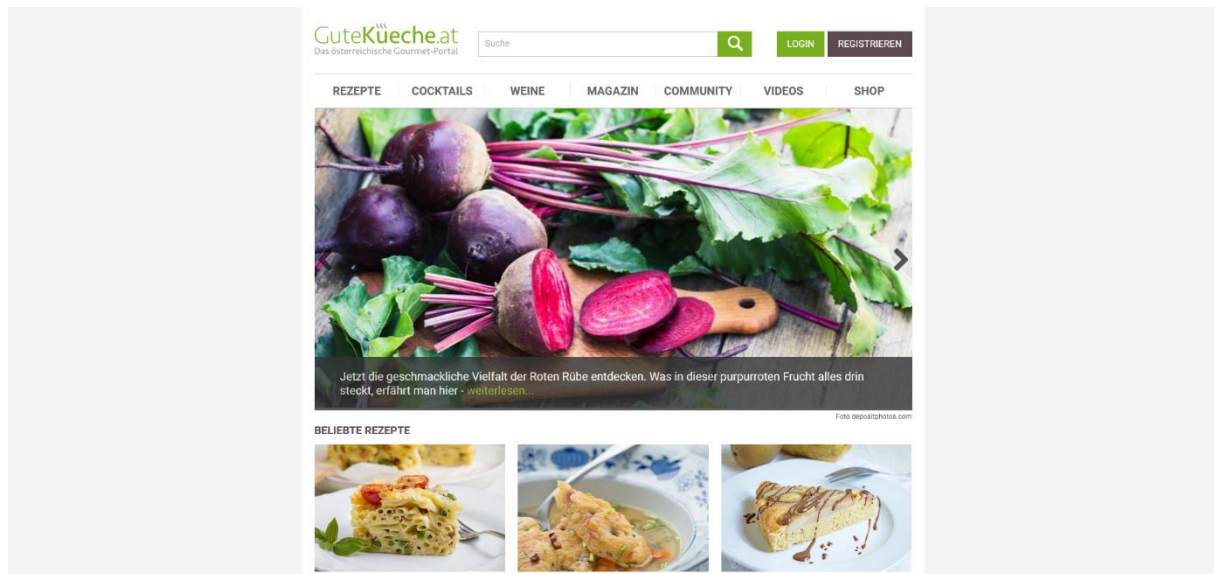 GuteKüeche.at
Das österreichische Gourmet-Portal
Suche
LOGIN
REGISTRIEREN
REZEPTE
COCKTAILS
WEINE
MAGAZIN
COMMUNITY
VIDEOS
SHOP
Jetzt die geschmackliche Vielfalt der Roten Rübe entdecken. Was in dieser purpurroten Frucht alles drin
steckt, erfährt man hier - weiterlesen...
Foto depositphotos.com
BELIEBTE REZEPTE